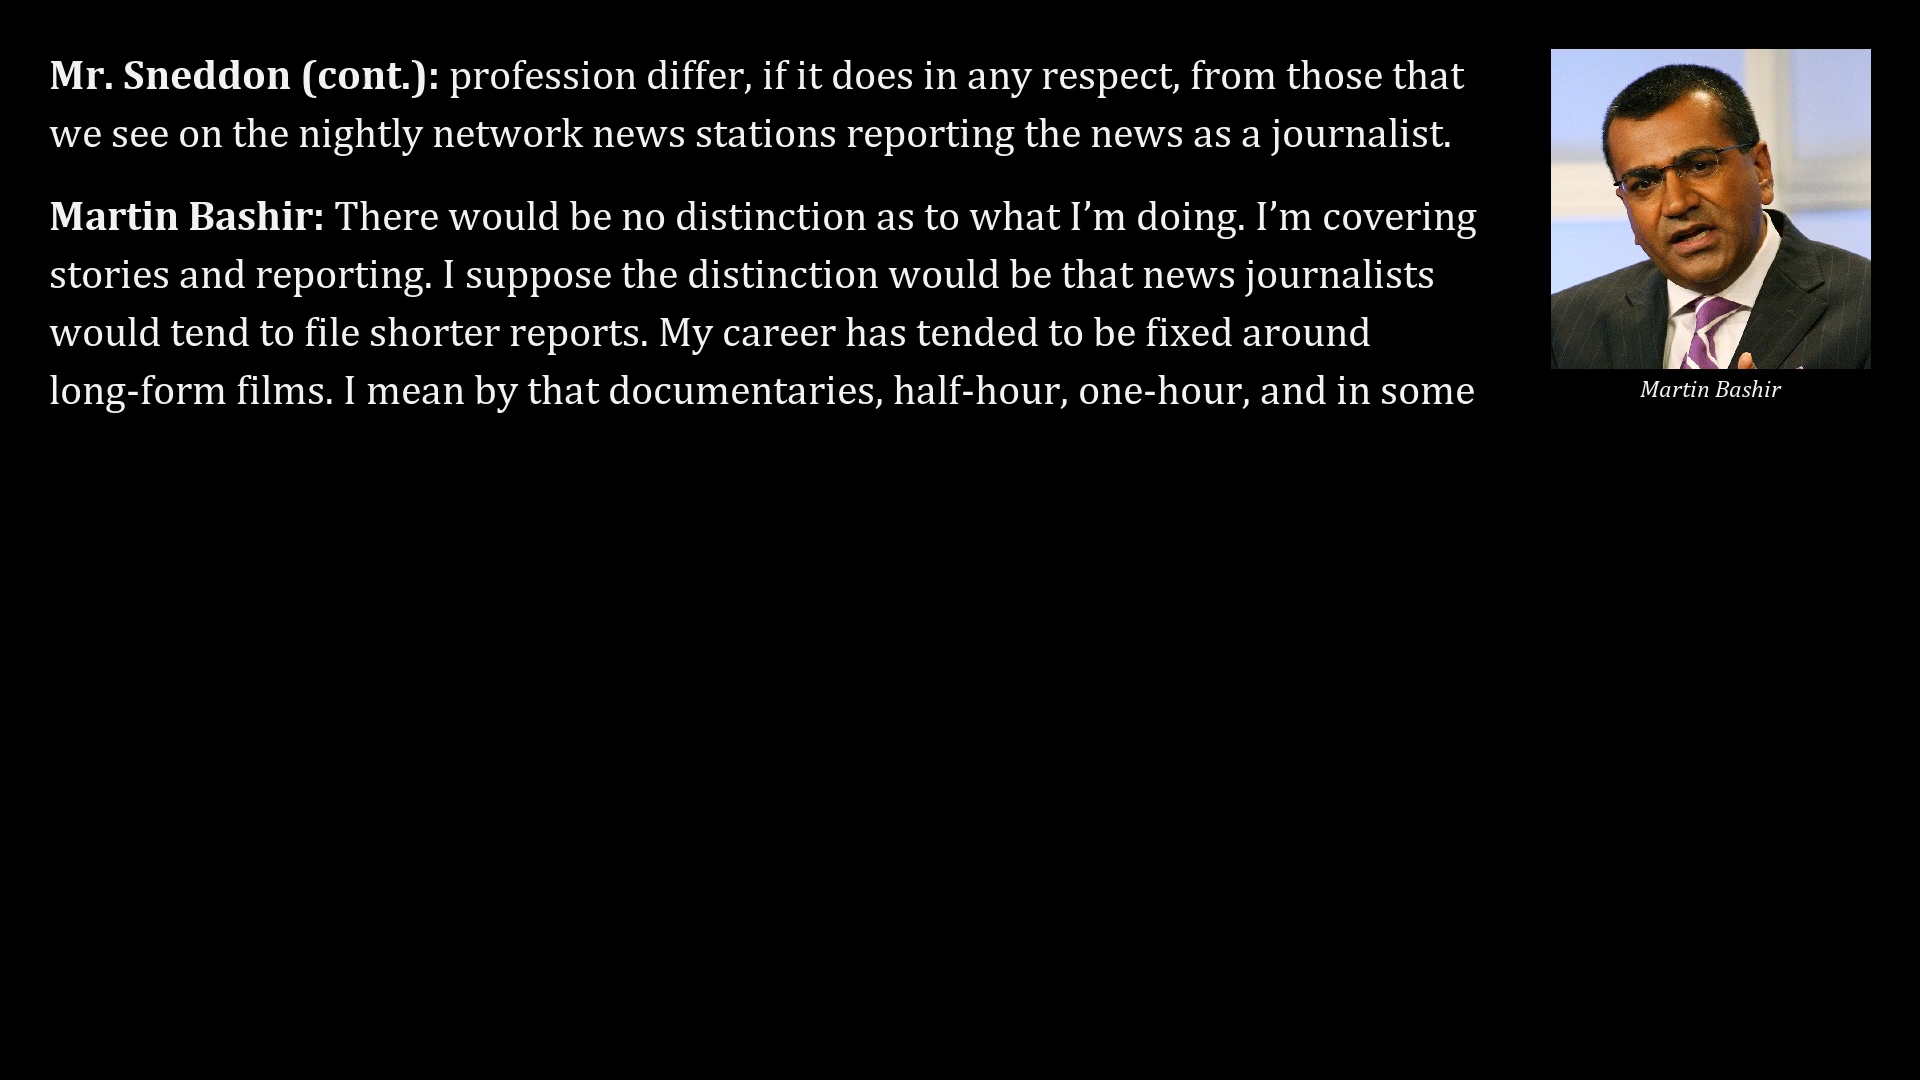 Mr. Sneddon (cont.): profession differ, if it does in any respect, from those that
we see on the nightly network news stations reporting the news as a journalist.
Martin Bashir: There would be no distinction as to what I’m doing. I’m covering
stories and reporting. I suppose the distinction would be that news journalists
would tend to file shorter reports. My career has tended to be fixed around
long-form films. I mean by that documentaries, half-hour, one-hour, and in some
Martin Bashir